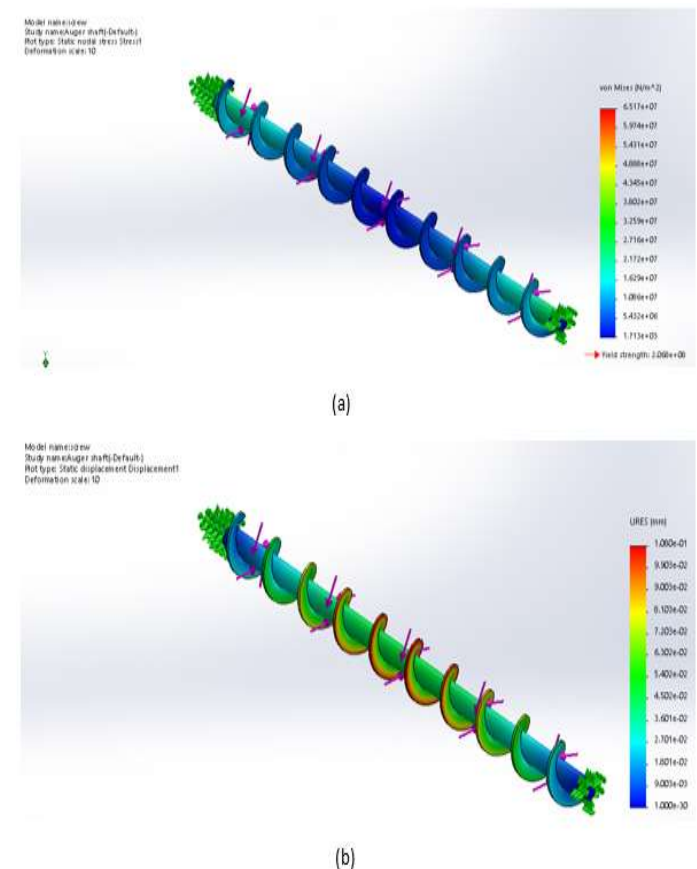 Model name:screw
Study name:Auger shaft(-Default-)
Plot type: Static nodal stress Stress1
Deformation scale: 10
von Mises (N/m^2)
6.517e+07
5.974e+07
5.431e+07
4.888e+07
4.345e+07
3.802e+07
3.259e+07
2.716e+07
2.172e+07
1.629e+07
1.086e+07
5.432e+06
1.713e+05
Yield strength: 2.068e+08
Y
(a)
Model name:screw
Study name:Auger shaft(-Default-)
Plot type: Static displacement Displacement1
Deformation scale: 10
URES (mm)
1.080e-01
9.903e-02
9.003e-02
8.103e-02
7.203e-02
6.302e-02
5.402e-02
4.502e-02
3.601e-02
2.701e-02
1.801e-02
9.003e-03
1.000e-30
(b)